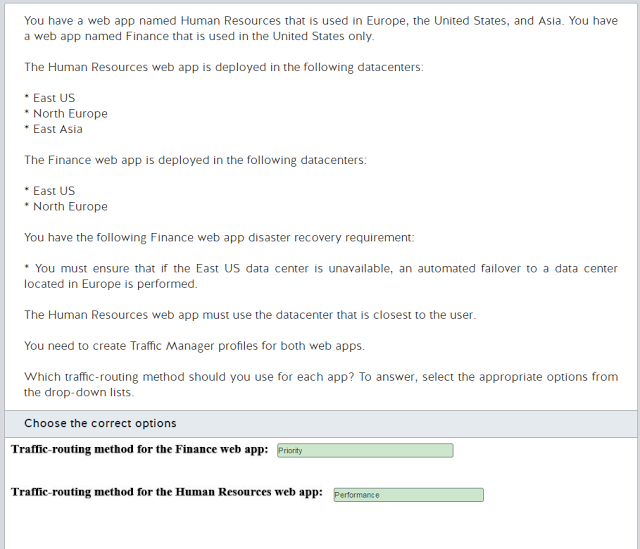 You have a web app named Human Resources that is used in Europe, the United States, and Asia. You have
a web app named Finance that is used in the United States only.
The Human Resources web app is deployed in the following datacenters:
* East US
* North Europe
* East Asia
The Finance web app is deployed in the following datacenters:
* East US
* North Europe
You have the following Finance web app disaster recovery requirement:
* You must ensure that if the East US data center is unavailable, an automated failover to a data center
located in Europe is performed.
The Human Resources web app must use the datacenter that is closest to the user.
You need to create Traffic Manager profiles for both web apps.
Which traffic-routing method should you use for each app? To answer, select the appropriate options from
the drop-down lists.
Choose the correct options
Traffic-routing method for the Finance web app: Priority
Traffic-routing method for the Human Resources web app: Performance